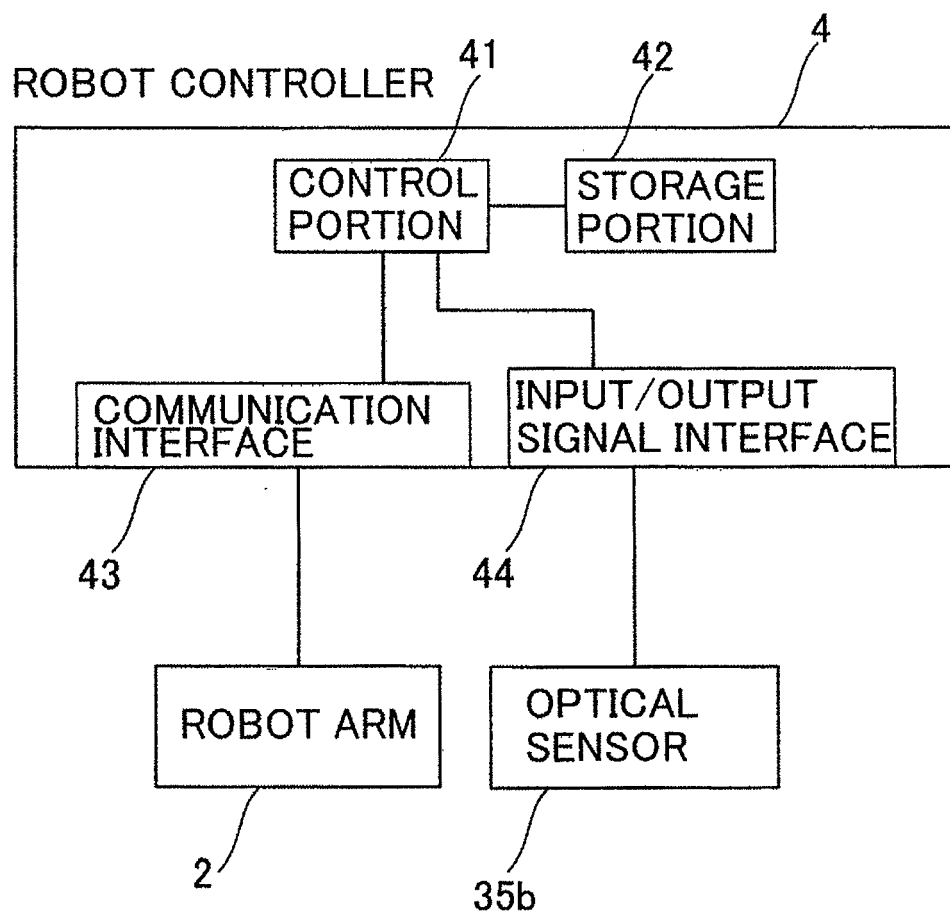 4
41
42
ROBOT CONTROLLER
CONTROL
PORTION
STORAGE
PORTION
COMMUNICATION
INTERFACE
INPUT/OUTPUT
SIGNAL INTERFACE
43
44
ROBOT ARM
OPTICAL
SENSOR
2
35b